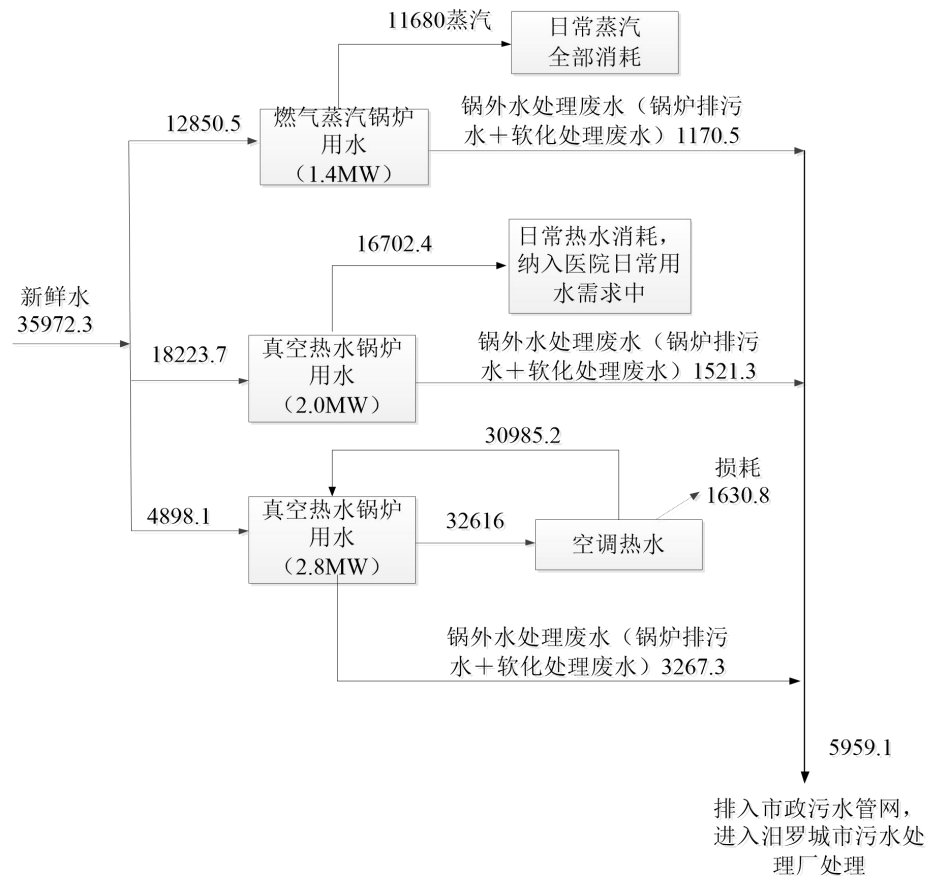 11680蒸汽
日常蒸汽
全部消耗
12850.5
燃气蒸汽锅炉
用水
（1.4MW）
锅外水处理废水（锅炉排污
水＋软化处理废水）1170.5
16702.4
日常热水消耗，
纳入医院日常用
水需求中
新鲜水
35972.3
18223.7
真空热水锅炉
用水
（2.0MW）
锅外水处理废水（锅炉排污
水＋软化处理废水）1521.3
30985.2
损耗
1630.8
4898.1
真空热水锅炉
用水
（2.8MW）
32616
空调热水
锅外水处理废水（锅炉排污
水＋软化处理废水）3267.3
5959.1
排入市政污水管网，
进入汨罗城市污水处
理厂处理